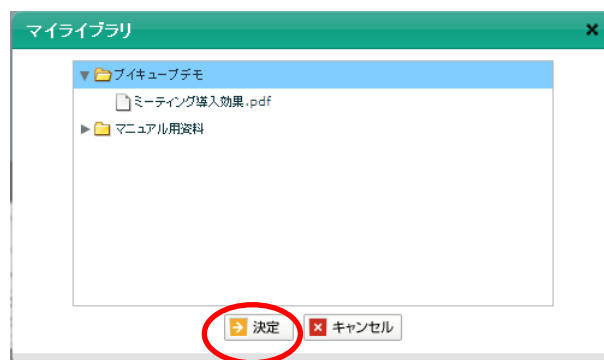 マイライブラリ
ブイキューブデモ
ミーティング導入効果.pdf
マニュアル用資料
決定
キャンセル